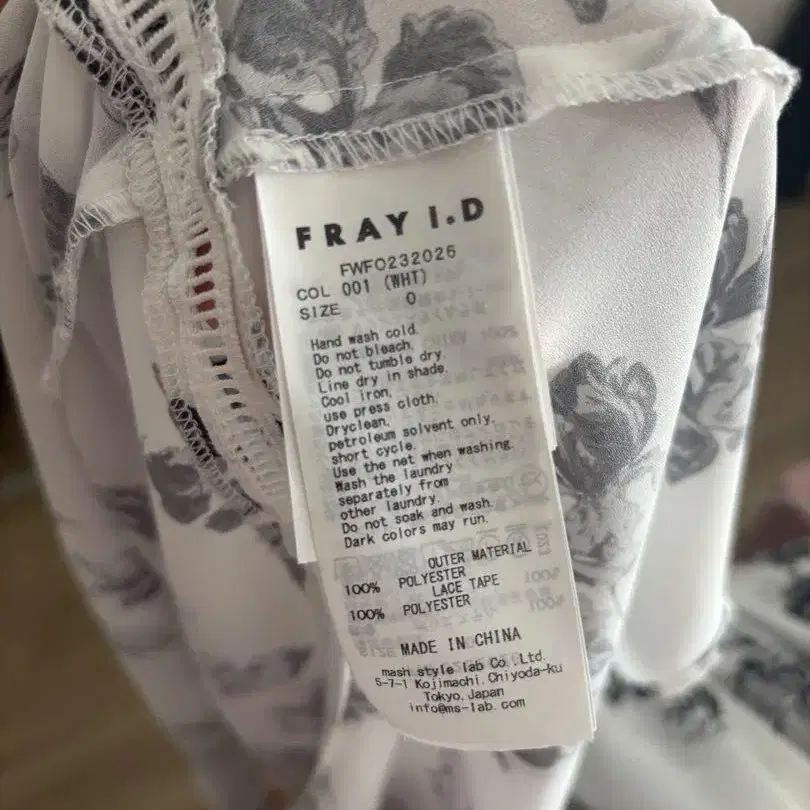 FRAY I.D
FWFO232026
COL 001 (WHT)
SIZE 0
Hand wash cold.
Do not bleach.
Do not tumble dry.
Line dry in shade.
Cool iron,
use press cloth.
Dryclean,
petroleum solvent only,
short cycle.
Use the net when washing.
Wash the laundry
separately from
other laundry.
Do not soak and wash.
Dark colors may run.
OUTER MATERIAL
100% POLYESTER
LACE TAPE
100% POLYESTER
MADE IN CHINA
mash style lab Co.,Ltd.
5-7-1 Kojimachi, Chiyoda-ku
Tokyo, Japan
info@ms-lab.com